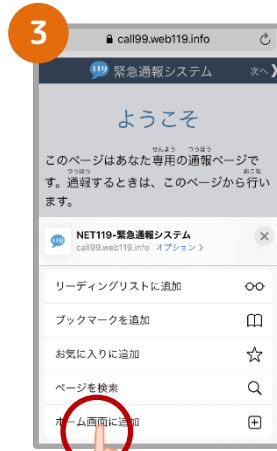 3
call99.web119.info
119 緊急通報システム 次へ
ようこそ
このページはあなた専用の通報ページで
す。通報するときは、このページから行い
ます。
119 NET119-緊急通報システム
call99.web119.info オプション
リーディングリストに追加
ブックマークを追加
お気に入りに追加
ページを検索
ホーム画面に追加